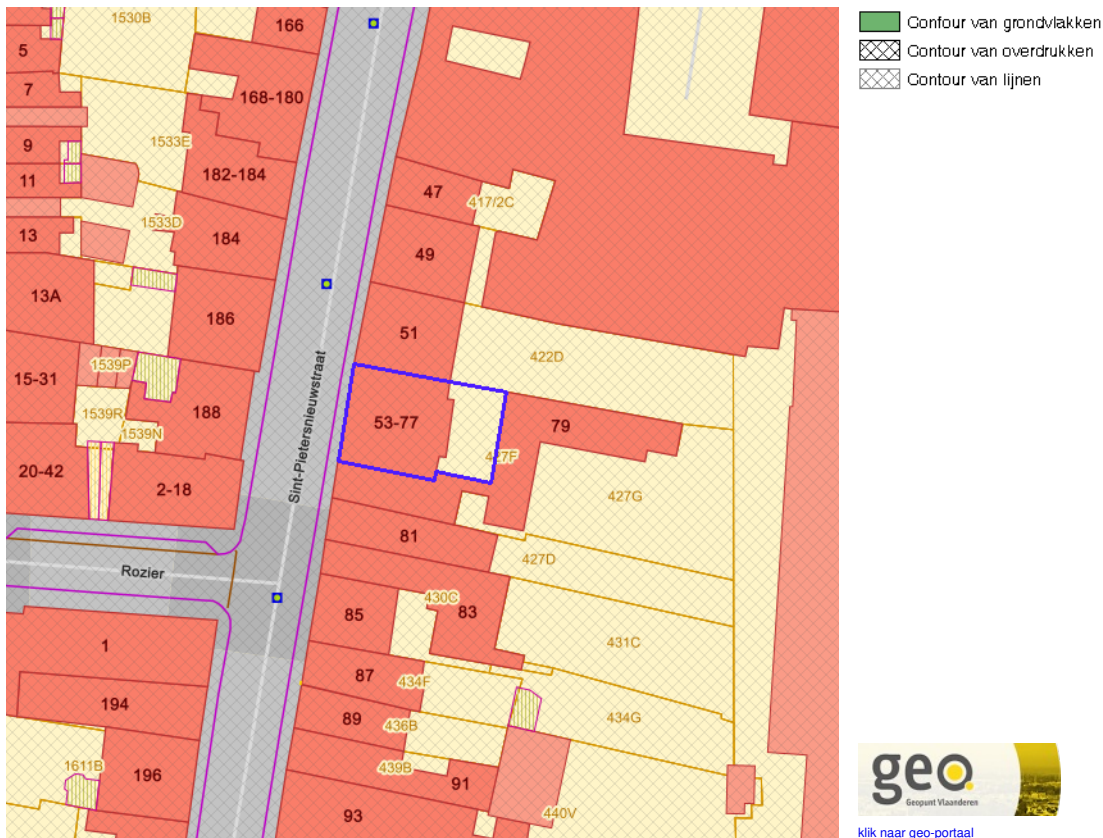 1530B
166
5
168-180
7
1533E
9
182-184
11
47
417/2C
1533D
13
184
49
13A
186
51
422D
1539P
15-31
188
1539R
1539N
53-77
79
427F
Sint-Pietersnieuwstraat
20-42
2-18
427G
81
427D
Rozier
430C
83
85
1
431C
87
434F
194
89
436B
434G
1611B
196
439B
91
93
440V
Contour van grondvlakken
Contour van overdrukken
Contour van lijnen
geo.
Geopunt Vlaanderen
klik naar geo-portaal